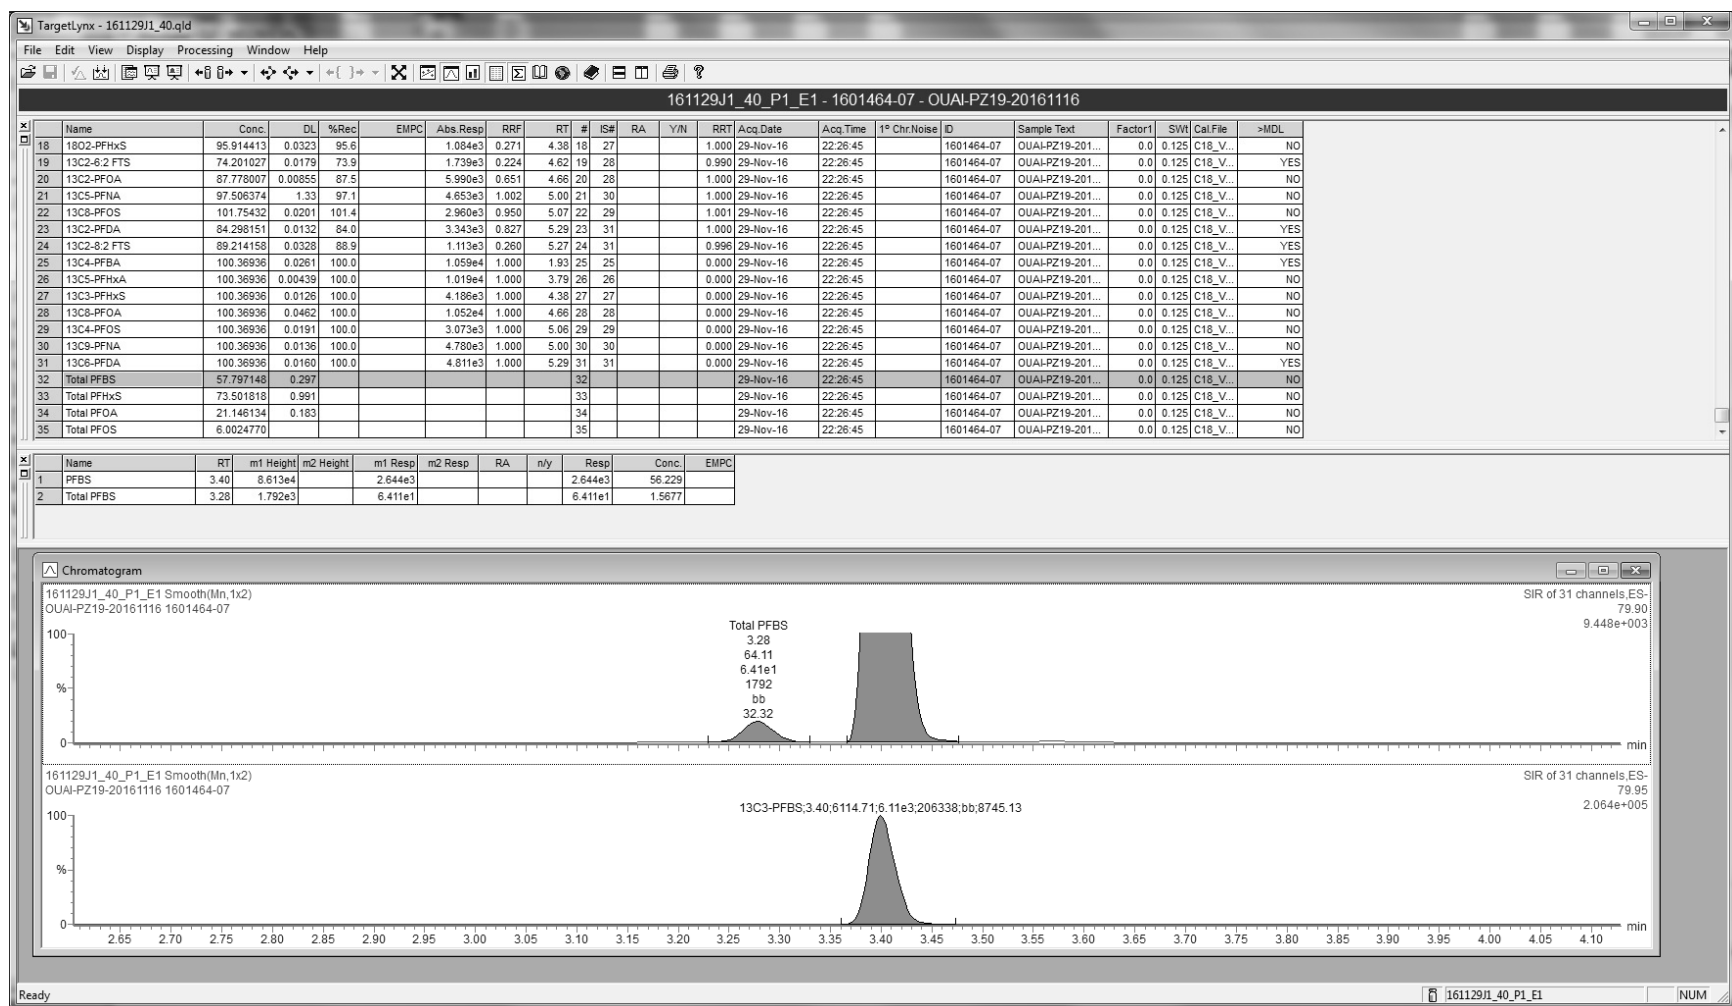 TargetLynx - 161129J1_40.qld
File Edit View Display Processing Window Help
161129J1_40_P1_E1 - 1601464-07 - OUAI-PZ19-20161116
Name Conc. DL %Rec EMPC Abs.Resp RRF RT # IS# RA Y/N RRT Acq.Date Acq.Time 1° Chr.Noise ID Sample Text Factor1 SWt Cal.File >MDL
18 18O2-PFHxS 95.914413 0.0323 95.6 1.084e3 0.271 4.38 18 27 1.000 29-Nov-16 22:26:45 1601464-07 OUAI-PZ19-201... 0.0 0.125 C18_V... NO
19 13C2-6:2 FTS 74.201027 0.0179 73.9 1.739e3 0.224 4.62 19 28 0.990 29-Nov-16 22:26:45 1601464-07 OUAI-PZ19-201... 0.0 0.125 C18_V... YES
20 13C2-PFOA 87.778007 0.00855 87.5 5.990e3 0.651 4.66 20 28 1.000 29-Nov-16 22:26:45 1601464-07 OUAI-PZ19-201... 0.0 0.125 C18_V... NO
21 13C5-PFNA 97.506374 1.33 97.1 4.653e3 1.002 5.00 21 30 1.000 29-Nov-16 22:26:45 1601464-07 OUAI-PZ19-201... 0.0 0.125 C18_V... NO
22 13C8-PFOS 101.75432 0.0201 101.4 2.960e3 0.950 5.07 22 29 1.001 29-Nov-16 22:26:45 1601464-07 OUAI-PZ19-201... 0.0 0.125 C18_V... NO
23 13C2-PFDA 84.298151 0.0132 84.0 3.343e3 0.827 5.29 23 31 1.000 29-Nov-16 22:26:45 1601464-07 OUAI-PZ19-201... 0.0 0.125 C18_V... YES
24 13C2-8:2 FTS 89.214158 0.0328 88.9 1.113e3 0.260 5.27 24 31 0.996 29-Nov-16 22:26:45 1601464-07 OUAI-PZ19-201... 0.0 0.125 C18_V... YES
25 13C4-PFBA 100.36936 0.0261 100.0 1.059e4 1.000 1.93 25 25 0.000 29-Nov-16 22:26:45 1601464-07 OUAI-PZ19-201... 0.0 0.125 C18_V... YES
26 13C5-PFHxA 100.36936 0.00439 100.0 1.019e4 1.000 3.79 26 26 0.000 29-Nov-16 22:26:45 1601464-07 OUAI-PZ19-201... 0.0 0.125 C18_V... NO
27 13C3-PFHxS 100.36936 0.0126 100.0 4.186e3 1.000 4.38 27 27 0.000 29-Nov-16 22:26:45 1601464-07 OUAI-PZ19-201... 0.0 0.125 C18_V... NO
28 13C8-PFOA 100.36936 0.0462 100.0 1.052e4 1.000 4.66 28 28 0.000 29-Nov-16 22:26:45 1601464-07 OUAI-PZ19-201... 0.0 0.125 C18_V... NO
29 13C4-PFOS 100.36936 0.0191 100.0 3.073e3 1.000 5.06 29 29 0.000 29-Nov-16 22:26:45 1601464-07 OUAI-PZ19-201... 0.0 0.125 C18_V... NO
30 13C9-PFNA 100.36936 0.0136 100.0 4.780e3 1.000 5.00 30 30 0.000 29-Nov-16 22:26:45 1601464-07 OUAI-PZ19-201... 0.0 0.125 C18_V... NO
31 13C6-PFDA 100.36936 0.0160 100.0 4.811e3 1.000 5.29 31 31 0.000 29-Nov-16 22:26:45 1601464-07 OUAI-PZ19-201... 0.0 0.125 C18_V... YES
32 Total PFBS 57.797148 0.297 32 29-Nov-16 22:26:45 1601464-07 OUAI-PZ19-201... 0.0 0.125 C18_V... NO
33 Total PFHxS 73.501818 0.991 33 29-Nov-16 22:26:45 1601464-07 OUAI-PZ19-201... 0.0 0.125 C18_V... NO
34 Total PFOA 21.146134 0.183 34 29-Nov-16 22:26:45 1601464-07 OUAI-PZ19-201... 0.0 0.125 C18_V... NO
35 Total PFOS 6.0024770 35 29-Nov-16 22:26:45 1601464-07 OUAI-PZ19-201... 0.0 0.125 C18_V... NO
Name RT m1 Height m2 Height m1 Resp m2 Resp RA n/y Resp Conc. EMPC
1 PFBS 3.40 8.613e4 2.644e3 2.644e3 56.229
2 Total PFBS 3.28 1.792e3 6.411e1 6.411e1 1.5677
Chromatogram
161129J1_40_P1_E1 Smooth(Mn,1x2)
OUAI-PZ19-20161116 1601464-07
SIR of 31 channels,ES-
79.90
9.448e+003
100
%
0
Total PFBS
3.28
64.11
6.41e1
1792
bb
32.32
min
161129J1_40_P1_E1 Smooth(Mn,1x2)
OUAI-PZ19-20161116 1601464-07
SIR of 31 channels,ES-
79.95
2.064e+005
13C3-PFBS;3.40;6114.71;6.11e3;206338;bb;8745.13
100
%
0
min
2.65 2.70 2.75 2.80 2.85 2.90 2.95 3.00 3.05 3.10 3.15 3.20 3.25 3.30 3.35 3.40 3.45 3.50 3.55 3.60 3.65 3.70 3.75 3.80 3.85 3.90 3.95 4.00 4.05 4.10
Ready 161129J1_40_P1_E1 NUM